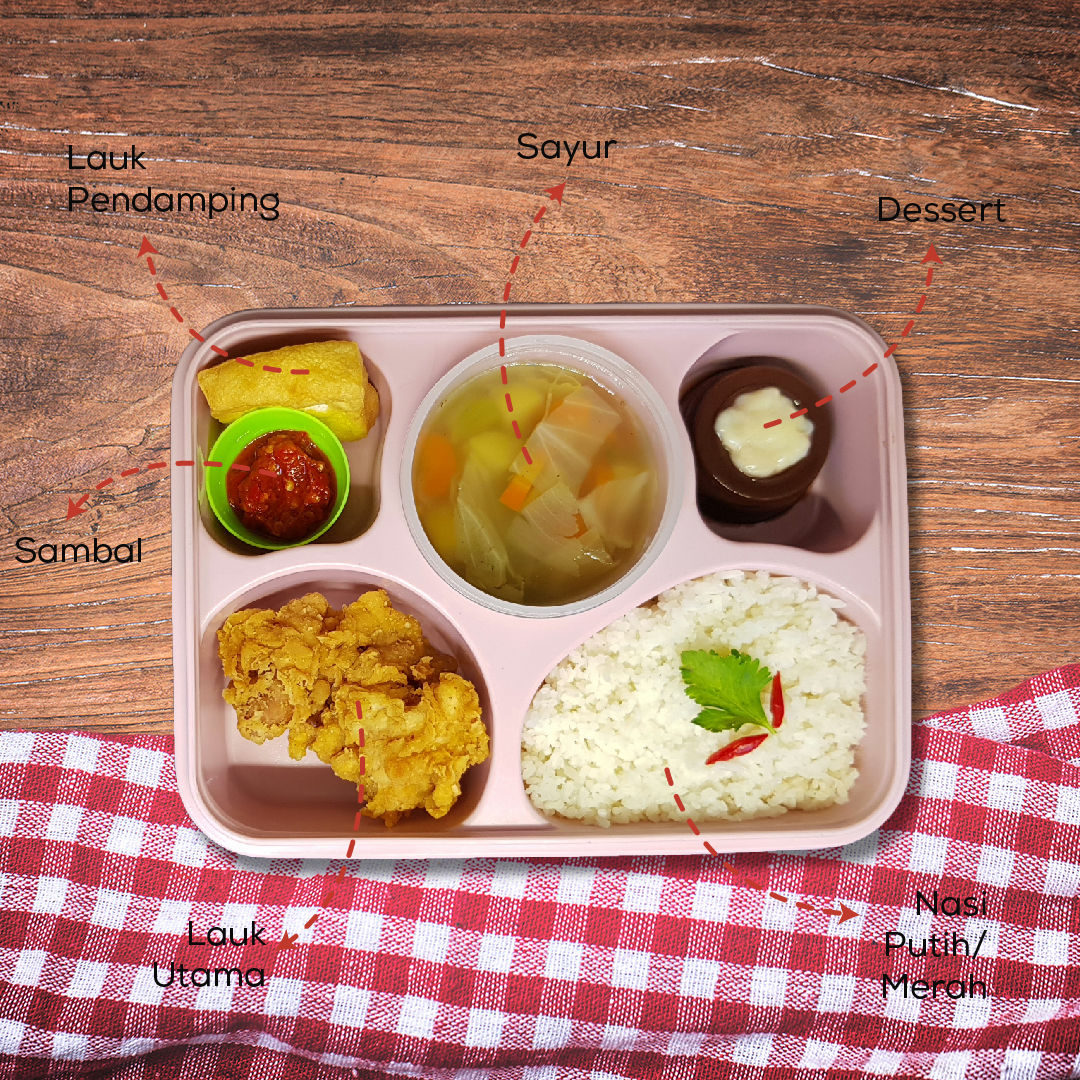 Sayur
Lauk
Pendamping
Dessert
Sambal
Nasi
Putih/
Merah
Lauk
Utama